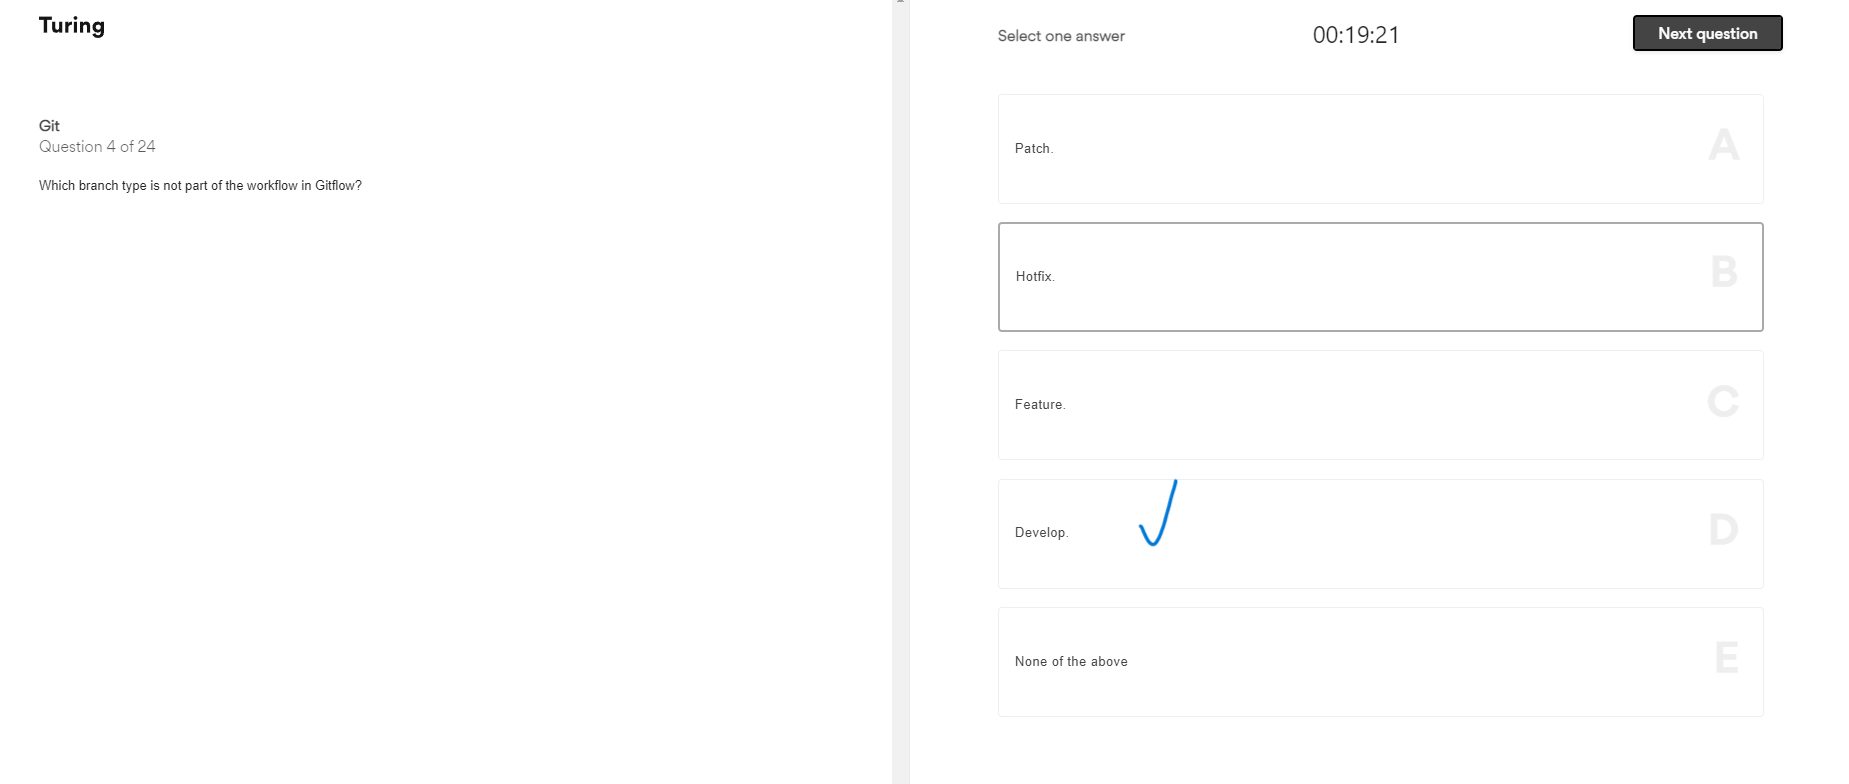 Turing
Git
Question 4 of 24
Which branch type is not part of the workflow in Gitflow?
Select one answer
00:19:21
Next question
Patch.
A
Hotfix.
B
Feature.
C
Develop.
D
None of the above
E